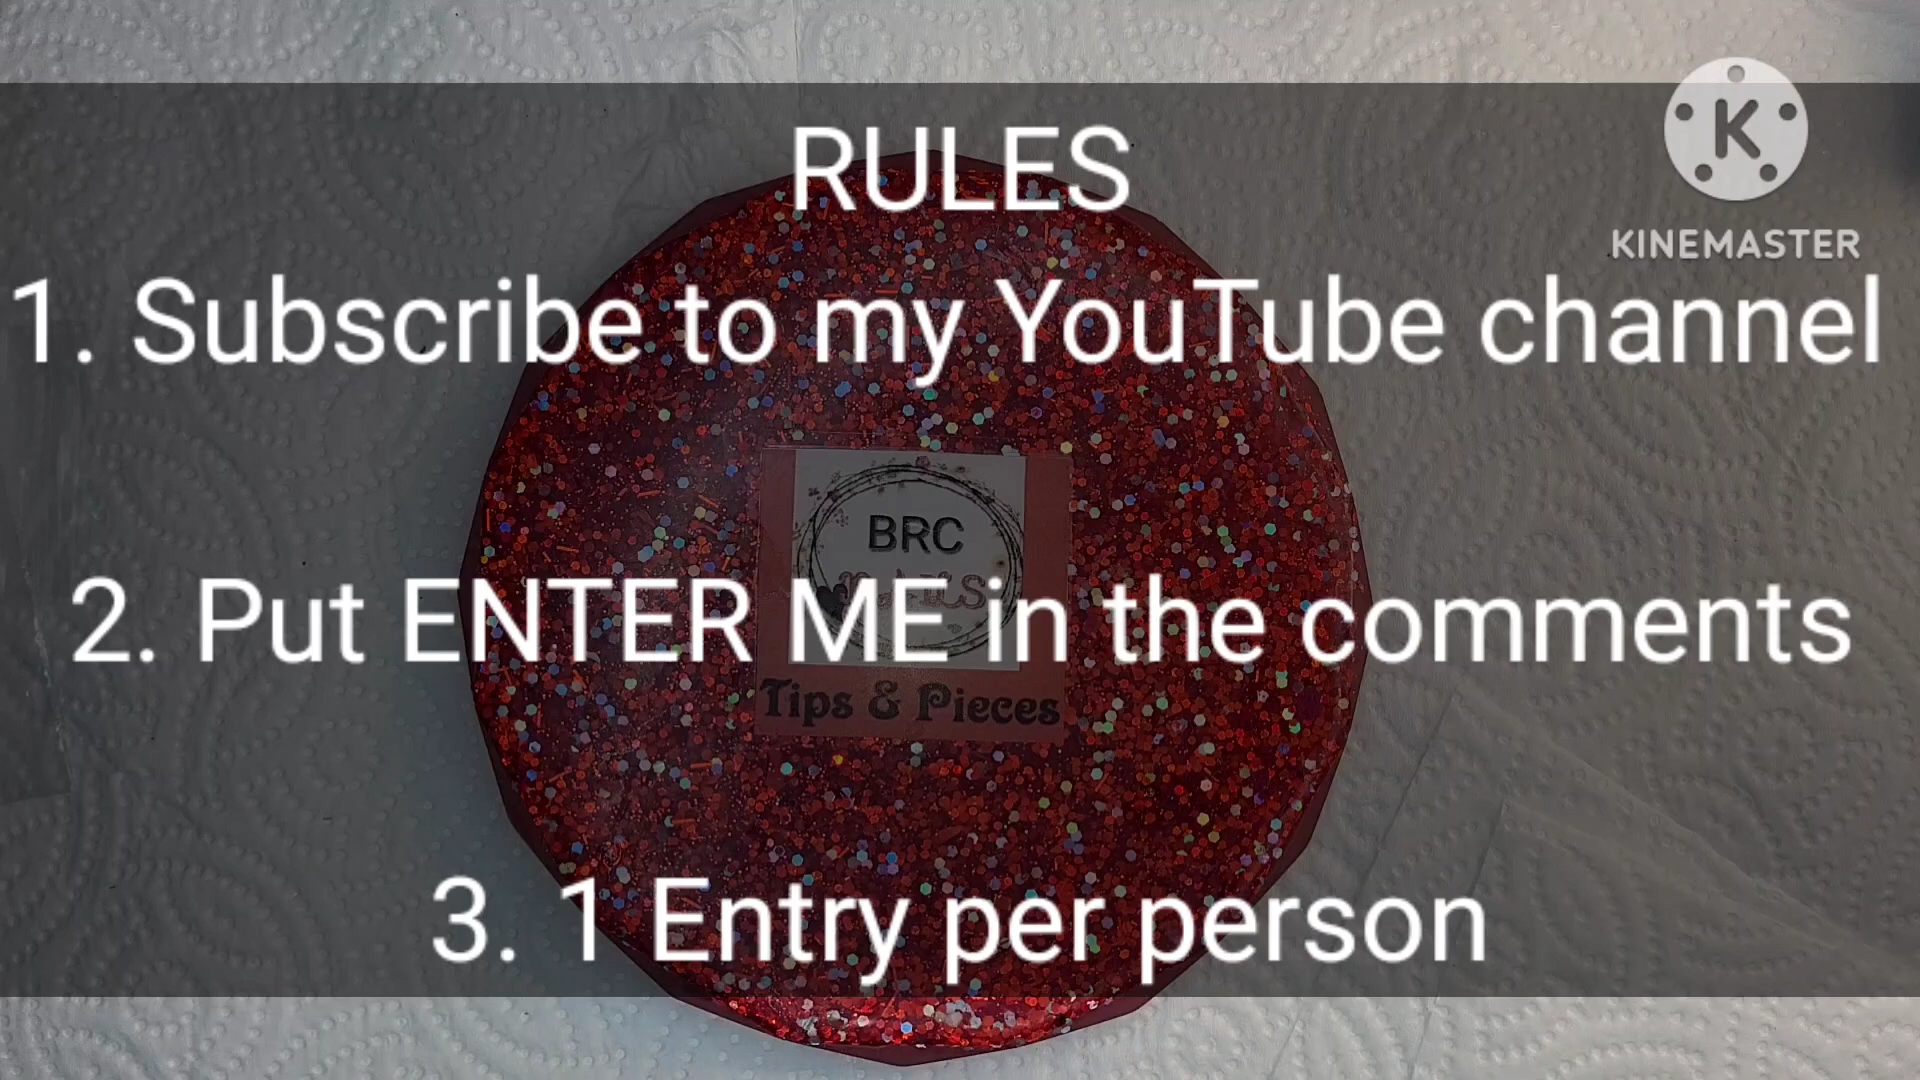 RULES
KINEMASTER
1. Subscribe to my YouTube channel
BRC
NAILS
2. Put ENTER ME in the comments
Tips & Pieces
3. 1 Entry per person